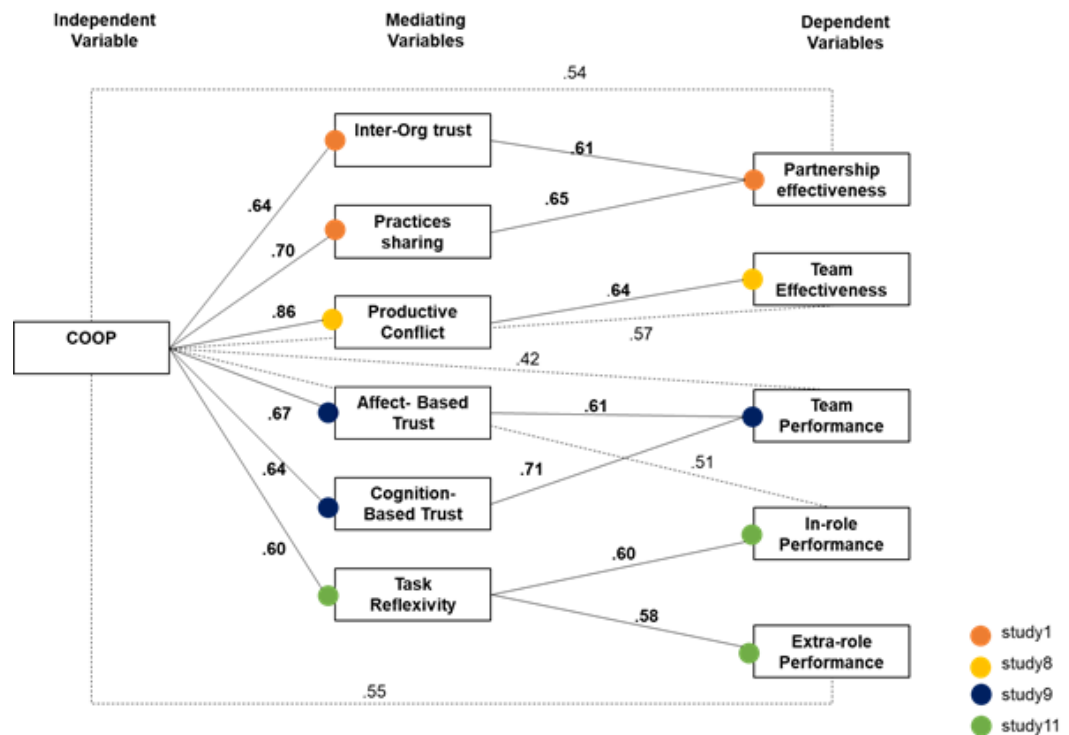 Independent
Variable
Mediating
Variables
Dependent
Variables
.54
Inter-Org trust
.61
Partnership
effectiveness
.64
.65
Practices
sharing
.70
Team
Effectiveness
.64
.86
Productive
Conflict
.57
COOP
.42
Affect- Based
Trust
.61
Team
Performance
.67
.51
.64
.71
Cognition-
Based Trust
In-role
Performance
.60
.60
Task
Reflexivity
.58
Extra-role
Performance
.55
study1
study8
study9
study11